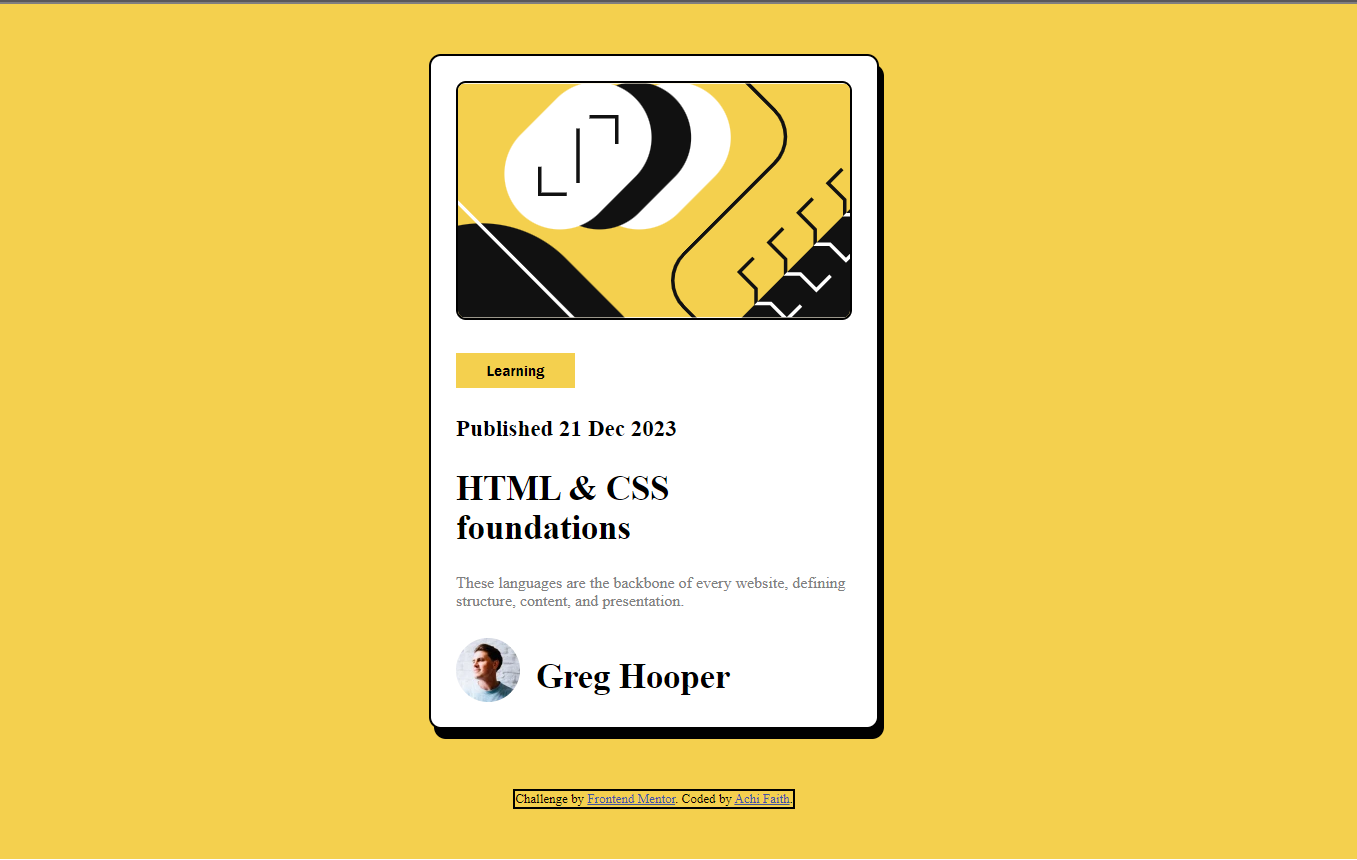 Learning
Published 21 Dec 2023
HTML & CSS
foundations
These languages are the backbone of every website, defining
structure, content, and presentation.
Greg Hooper
Challenge by Frontend Mentor. Coded by Achi Faith.